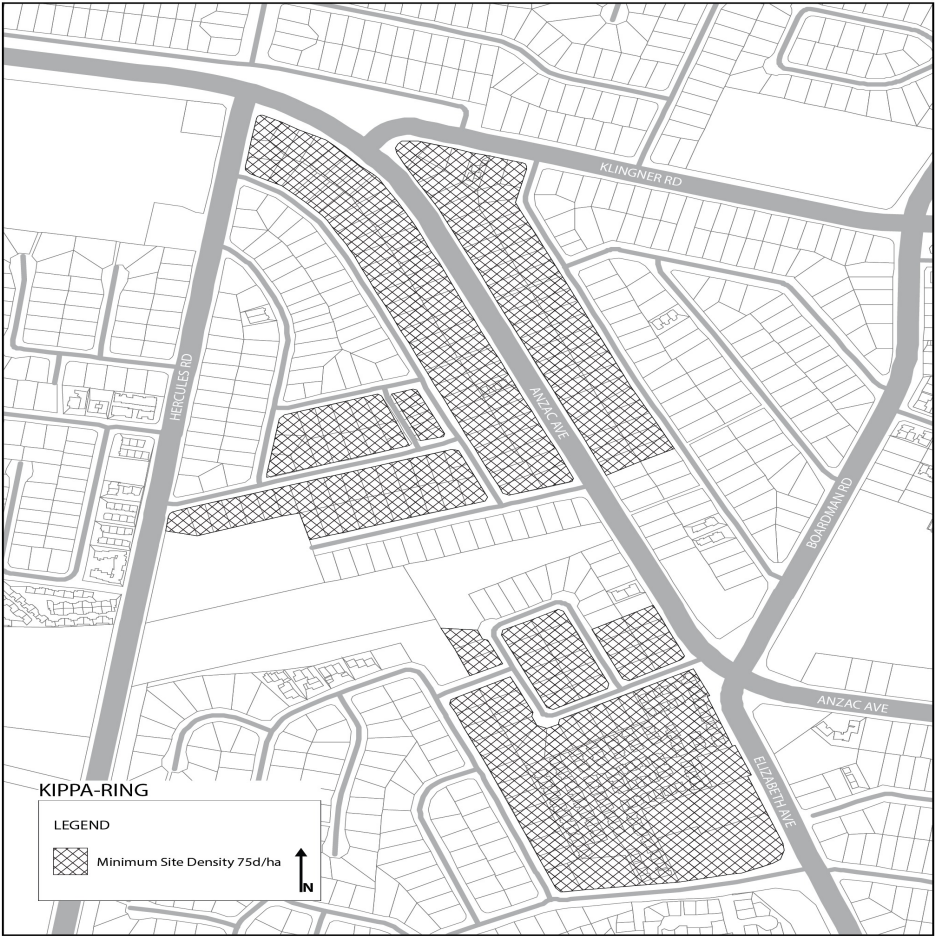 KLINGNER RD
HERCULES RD
ANZAC AVE
BOARDMAN RD
ANZAC AVE
ELIZABETH AVE
KIPPA-RING
LEGEND
Minimum Site Density 75d/ha
N